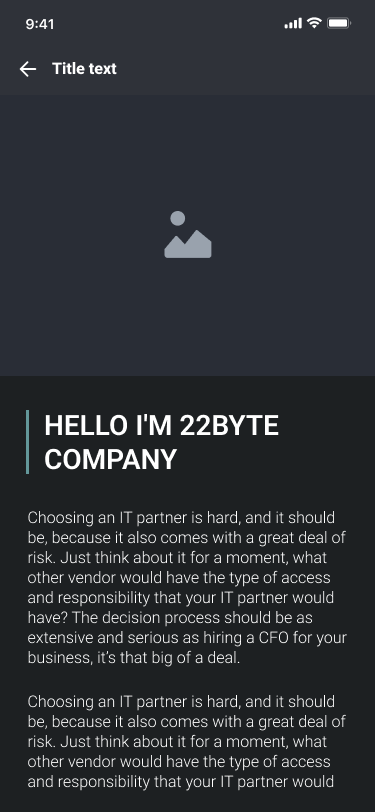 9:41
Title text
HELLO I'M 22BYTE
COMPANY
Choosing an IT partner is hard, and it should
be, because it also comes with a great deal of
risk. Just think about it for a moment, what
other vendor would have the type of access
and responsibility that your IT partner would
have? The decision process should be as
extensive and serious as hiring a CFO for your
business, it’s that big of a deal.
Choosing an IT partner is hard, and it should
be, because it also comes with a great deal of
risk. Just think about it for a moment, what
other vendor would have the type of access
and responsibility that your IT partner would